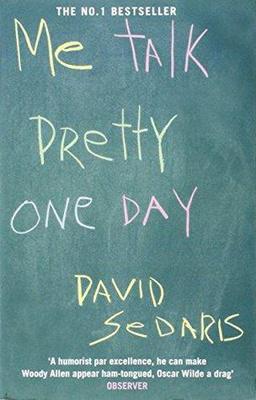 THE NO.1 BESTSELLER
Me TALK
PRetty
ONE DAY
DAVID
SeDARIS
‘A humorist par excellence, he can make
Woody Allen appear ham-tongued, Oscar Wilde a drag’
OBSERVER